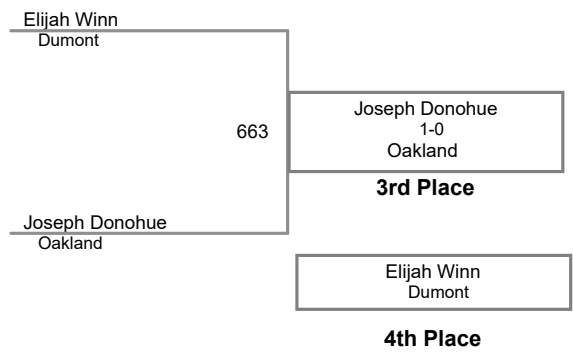 Elijah Winn
Dumont
663
Joseph Donohue
1-0
Oakland
3rd Place
Joseph Donohue
Oakland
Elijah Winn
Dumont
4th Place